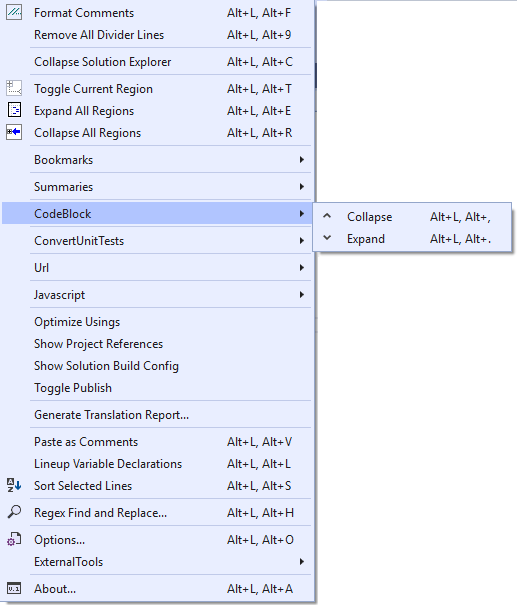 Format Comments Alt+L, Alt+F
Remove All Divider Lines Alt+L, Alt+9
Collapse Solution Explorer Alt+L, Alt+C
Toggle Current Region Alt+L, Alt+T
Expand All Regions Alt+L, Alt+E
Collapse All Regions Alt+L, Alt+R
Bookmarks
Summaries
CodeBlock
Collapse Alt+L, Alt+,
Expand Alt+L, Alt+.
ConvertUnitTests
Url
Javascript
Optimize Usings
Show Project References
Show Solution Build Config
Toggle Publish
Generate Translation Report...
Paste as Comments Alt+L, Alt+V
Lineup Variable Declarations Alt+L, Alt+L
Sort Selected Lines Alt+L, Alt+S
Regex Find and Replace... Alt+L, Alt+H
Options... Alt+L, Alt+O
ExternalTools
V.1 About... Alt+L, Alt+A